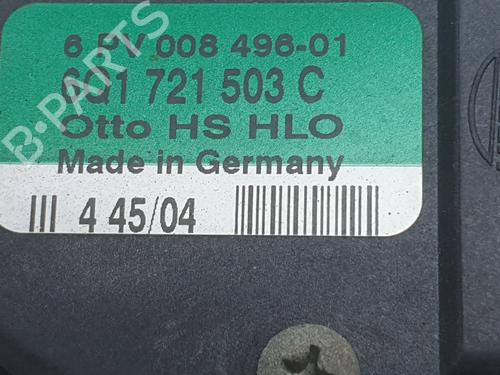 6 PV 008 496-01
6Q1 721 503 C
Otto HS HLO
Made in Germany
III 4 45/04
B-PARTS